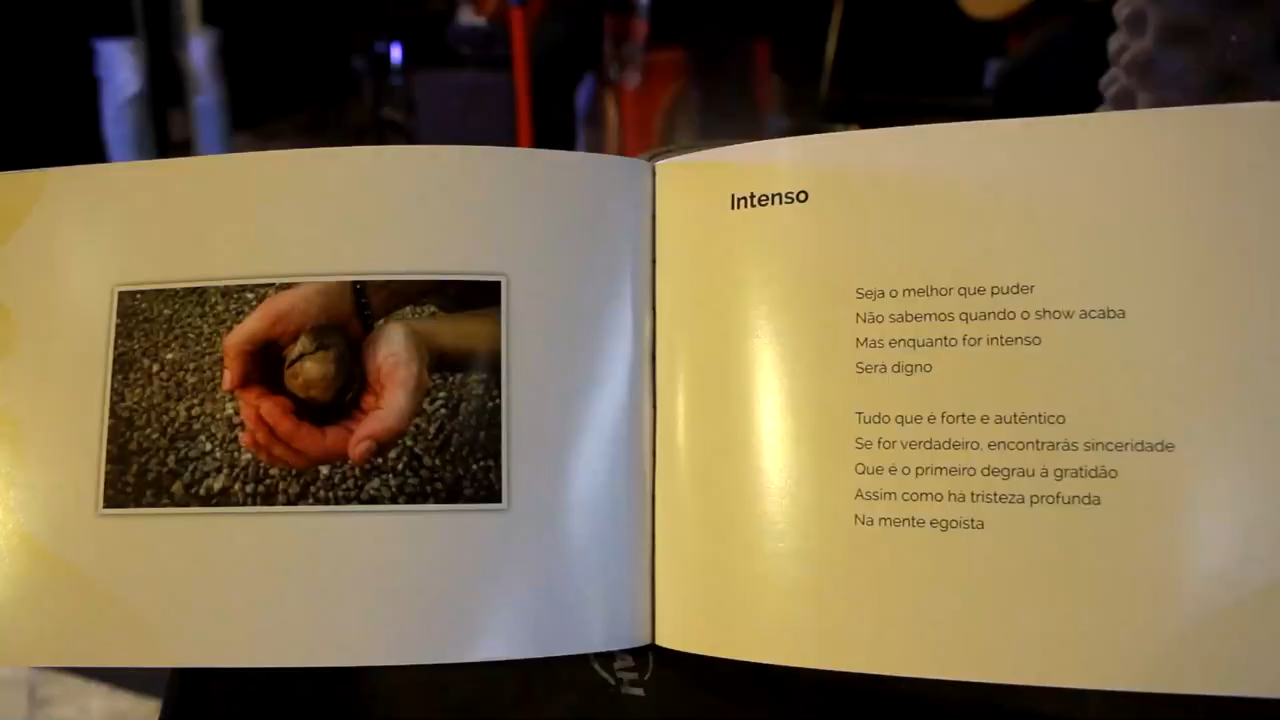 Intenso
Seja o melhor que puder
Não sabemos quando o show acaba
Mas enquanto for intenso
Será digno
Tudo que é forte e autêntico
Se for verdadeiro, encontrarás sinceridade
Que é o primeiro degrau á gratidão
Assim como há tristeza profunda
Na mente egoísta